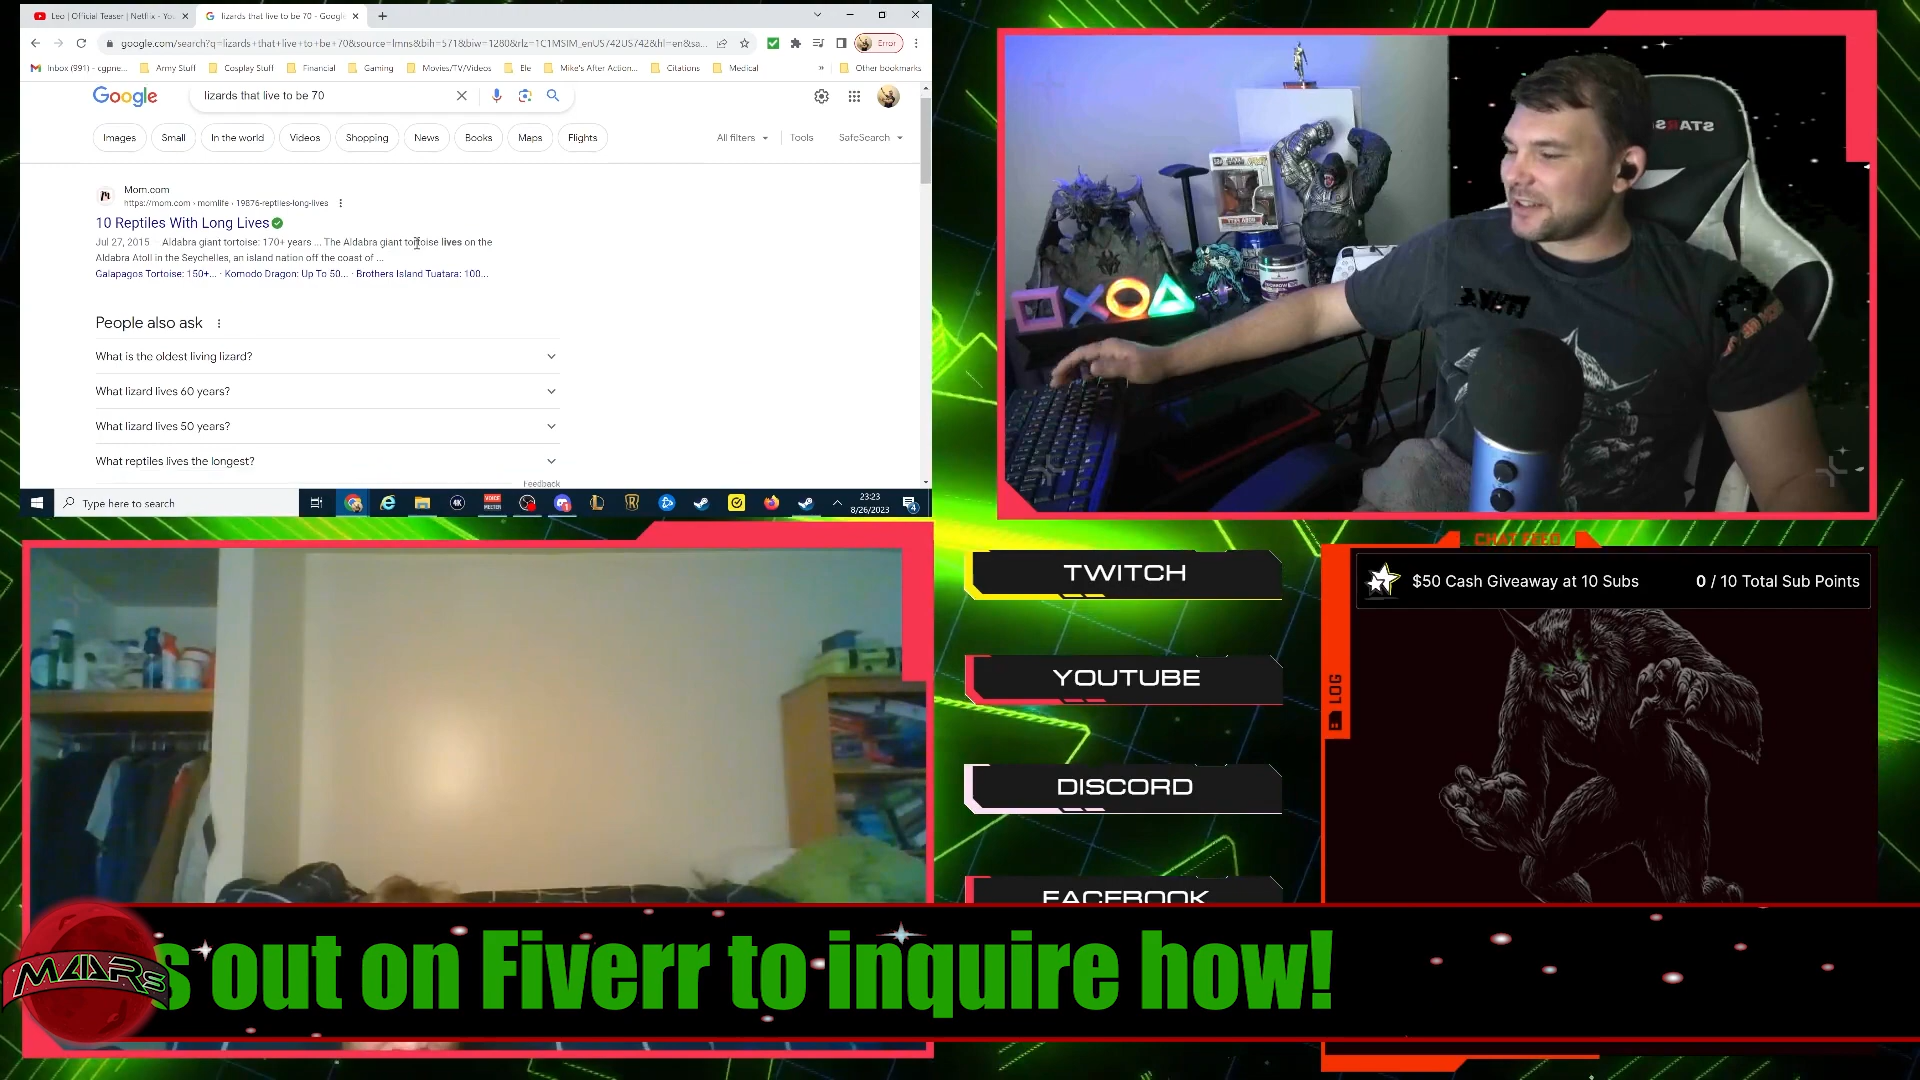 Leo | Official Teaser | Netflix - You
lizards that live to be 70 - Google
google.com/search?q=lizards+that+live+to+be+70&source=lmns&bih=571&biw=1280&rlz=1C1MSIM_enUS742US742&hl=en&sa...
Error
Inbox (991) - cgpne...
Army Stuff
Cosplay Stuff
Financial
Gaming
Movies/TV/Videos
Ele
Mike's After Action...
Citations
Medical
»
Other bookmarks
Google
lizards that live to be 70
Images
Small
In the world
Videos
Shopping
News
Books
Maps
Flights
All filters
Tools
SafeSearch
Mom.com
https://mom.com › momlife › 19876-reptiles-long-lives
10 Reptiles With Long Lives
Jul 27, 2015 Aldabra giant tortoise: 170+ years ... The Aldabra giant tortoise lives on the
Aldabra Atoll in the Seychelles, an island nation off the coast of ...
Galapagos Tortoise: 150+... · Komodo Dragon: Up To 50... · Brothers Island Tuatara: 100...
People also ask
What is the oldest living lizard?
What lizard lives 60 years?
What lizard lives 50 years?
What reptiles lives the longest?
Feedback
Type here to search
23:23
8/26/2023
TWITCH
YOUTUBE
DISCORD
FACEBOOK
CHAT FEED
LOG
$50 Cash Giveaway at 10 Subs
0 / 10 Total Sub Points
s out on Fiverr to inquire how!